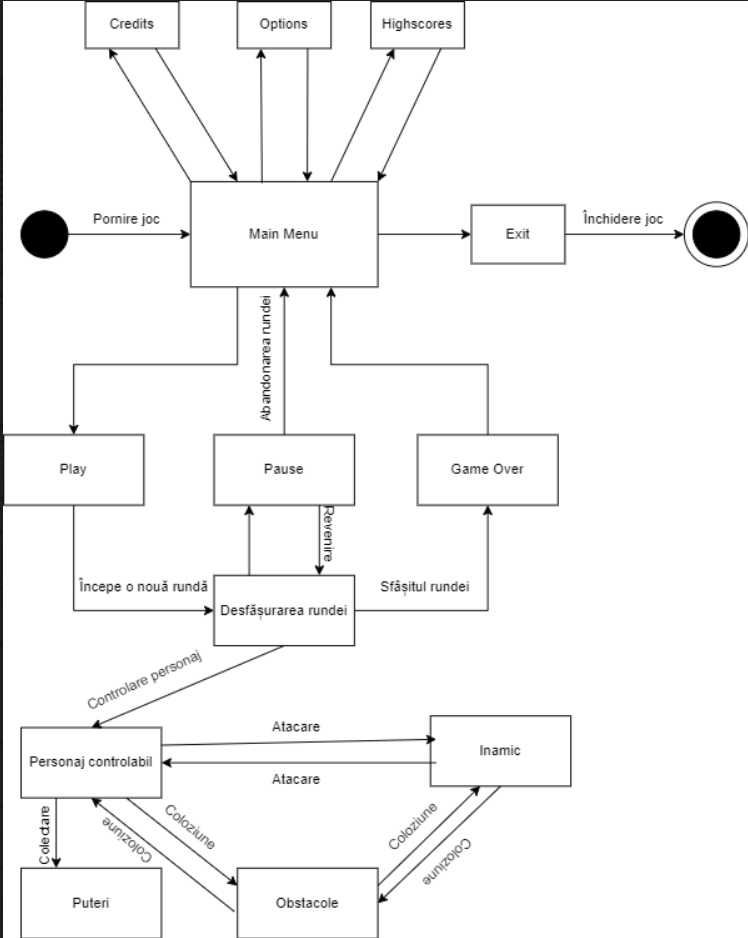 Credits
Options
Highscores
Pornire joc
Main Menu
Exit
Închidere joc
Abandonarea rundei
Play
Pause
Game Over
Revenire
Începe o nouă rundă
Desfășurarea rundei
Sfâșitul rundei
Controlare personaj
Personaj controlabil
Atacare
Atacare
Inamic
Colectare
Coloziune
Coloziune
Coloziune
Coloziune
Puteri
Obstacole